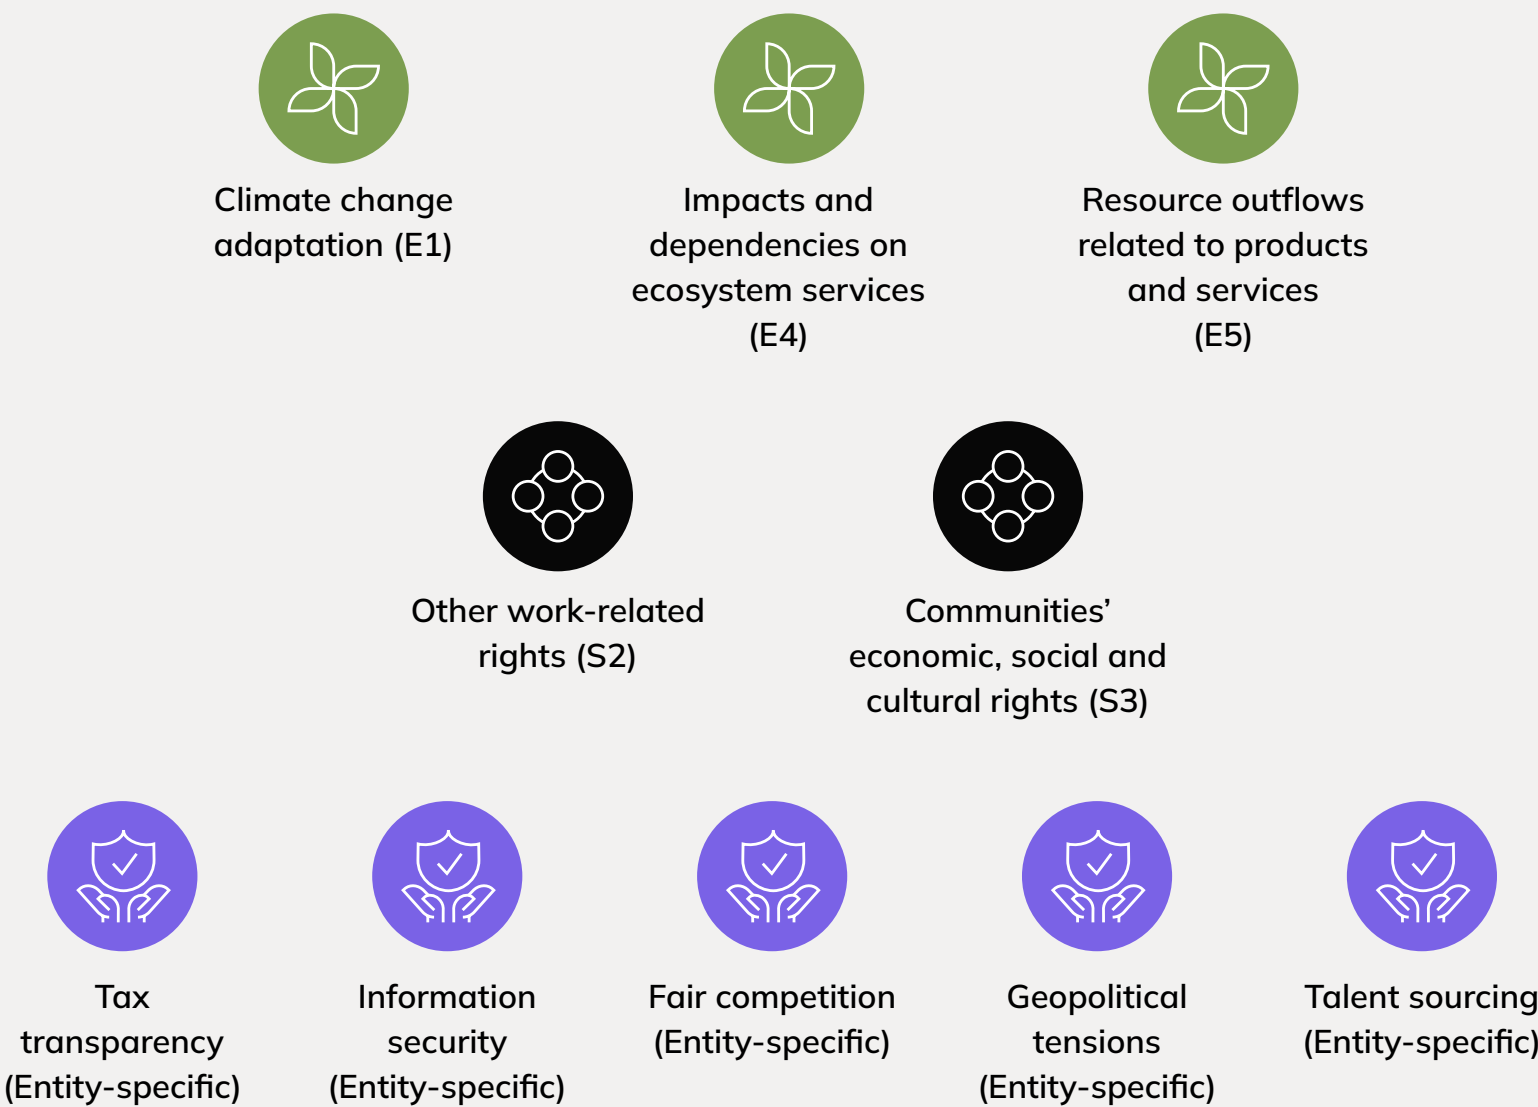 Climate change
adaptation (E1)
Impacts and
dependencies on
ecosystem services
(E4)
Resource outflows
related to products
and services
(E5)
Other work-related
rights (S2)
Communities’
economic, social and
cultural rights (S3)
Tax
transparency
(Entity-specific)
Information
security
(Entity-specific)
Fair competition
(Entity-specific)
Geopolitical
tensions
(Entity-specific)
Talent sourcing
(Entity-specific)